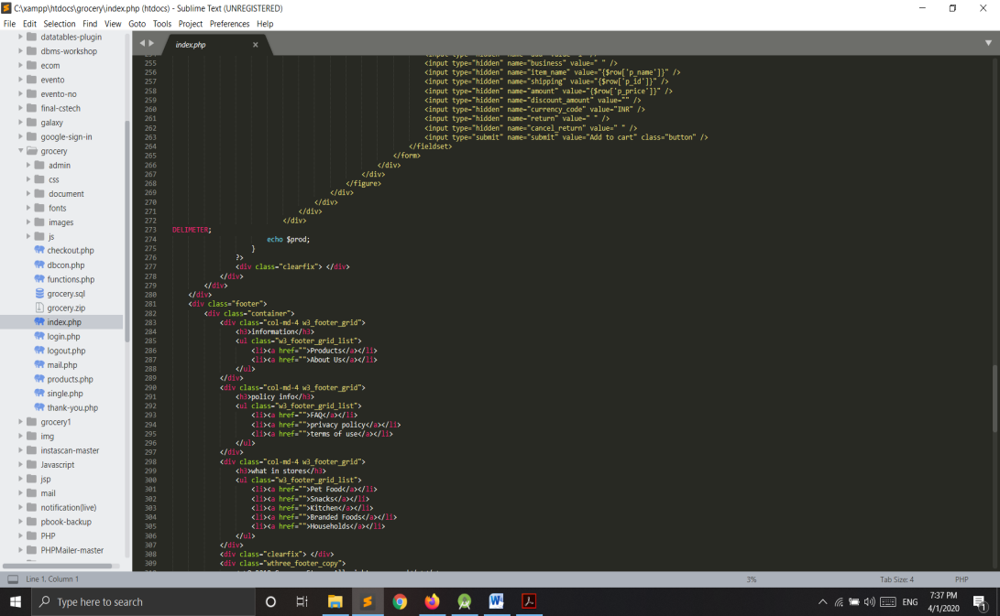 C:\xampp\htdocs\grocery\index.php (htdocs) - Sublime Text (UNREGISTERED)
File Edit Selection Find View Goto Tools Project Preferences Help
datatables-plugin
dbms-workshop
ecom
evento
evento-no
final-cstech
galaxy
google-sign-in
grocery
admin
css
document
fonts
images
js
checkout.php
dbcon.php
functions.php
grocery.sql
grocery.zip
index.php
login.php
logout.php
mail.php
products.php
single.php
thank-you.php
grocery1
img
instascan-master
Javascript
jsp
mail
notification(live)
pbook-backup
PHP
PHPMailer-master
index.php
255 <input type="hidden" name="business" value=" " />
256 <input type="hidden" name="item_name" value="{$row['p_name']}" />
257 <input type="hidden" name="shipping" value="{$row['p_id']}" />
258 <input type="hidden" name="amount" value="{$row['p_price']}" />
259 <input type="hidden" name="discount_amount" value="" />
260 <input type="hidden" name="currency_code" value="INR" />
261 <input type="hidden" name="return" value=" " />
262 <input type="hidden" name="cancel_return" value=" " />
263 <input type="submit" name="submit" value="Add to cart" class="button" />
264 </fieldset>
265 </form>
266 </div>
267 </div>
268 </figure>
269 </div>
270 </div>
271 </div>
272 </div>
273 DELIMETER;
274 echo $prod;
275 }
276 ?>
277 <div class="clearfix"> </div>
278 </div>
279 </div>
280 </div>
281 <div class="footer">
282 <div class="container">
283 <div class="col-md-4 w3_footer_grid">
284 <h3>information</h3>
285 <ul class="w3_footer_grid_list">
286 <li><a href="">Products</a></li>
287 <li><a href="">About Us</a></li>
288 </ul>
289 </div>
290 <div class="col-md-4 w3_footer_grid">
291 <h3>policy info</h3>
292 <ul class="w3_footer_grid_list">
293 <li><a href="">FAQ</a></li>
294 <li><a href="">privacy policy</a></li>
295 <li><a href="">terms of use</a></li>
296 </ul>
297 </div>
298 <div class="col-md-4 w3_footer_grid">
299 <h3>what in stores</h3>
300 <ul class="w3_footer_grid_list">
301 <li><a href="">Pet Food</a></li>
302 <li><a href="">Snacks</a></li>
303 <li><a href="">Kitchen</a></li>
304 <li><a href="">Branded Foods</a></li>
305 <li><a href="">Households</a></li>
306 </ul>
307 </div>
308 <div class="clearfix"> </div>
309 <div class="wthree_footer_copy">
Line 1, Column 1 3% Tab Size: 4 PHP
Type here to search
ENG
7:37 PM
4/1/2020
1